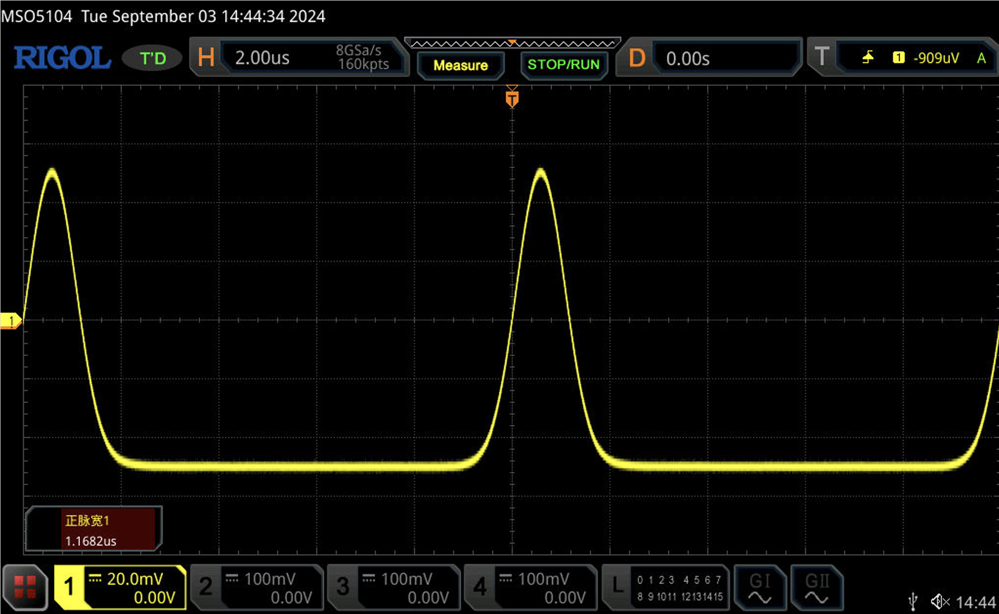 MSO5104 Tue September 03 14:44:34 2024
RIGOL T'D H 2.00us 8GSa/s 160kpts Measure STOP/RUN D 0.00s T 1 -909uV A
T
1
正脉宽1
1.1682us
1 20.0mV 0.00V 2 100mV 0.00V 3 100mV 0.00V 4 100mV 0.00V L 0 1 2 3 4 5 6 7
8 9 10 11 12 13 14 15 GI GII
14:44